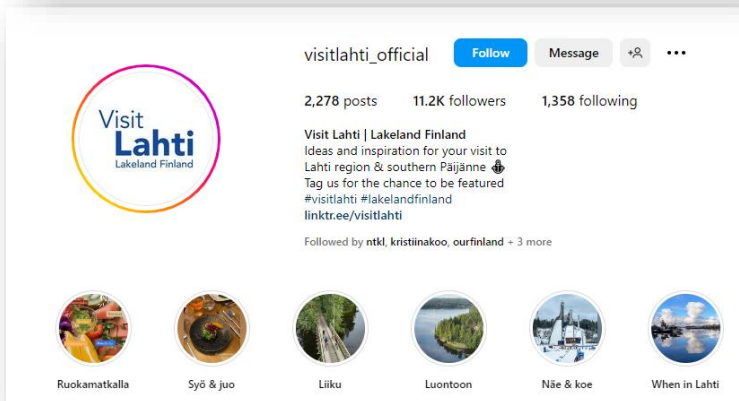 visitlahti_official Follow Message
2,278 posts 11.2K followers 1,358 following
Visit
Lahti
Lakeland Finland
Visit Lahti | Lakeland Finland
Ideas and inspiration for your visit to
Lahti region & southern Päijänne
Tag us for the chance to be featured
#visitlahti #lakelandfinland
linktr.ee/visitlahti
Followed by ntkl, kristiinakoo, ourfinland + 3 more
Ruokamatkalla Syö & juo Liiku Luontoon Näe & koe When in Lahti